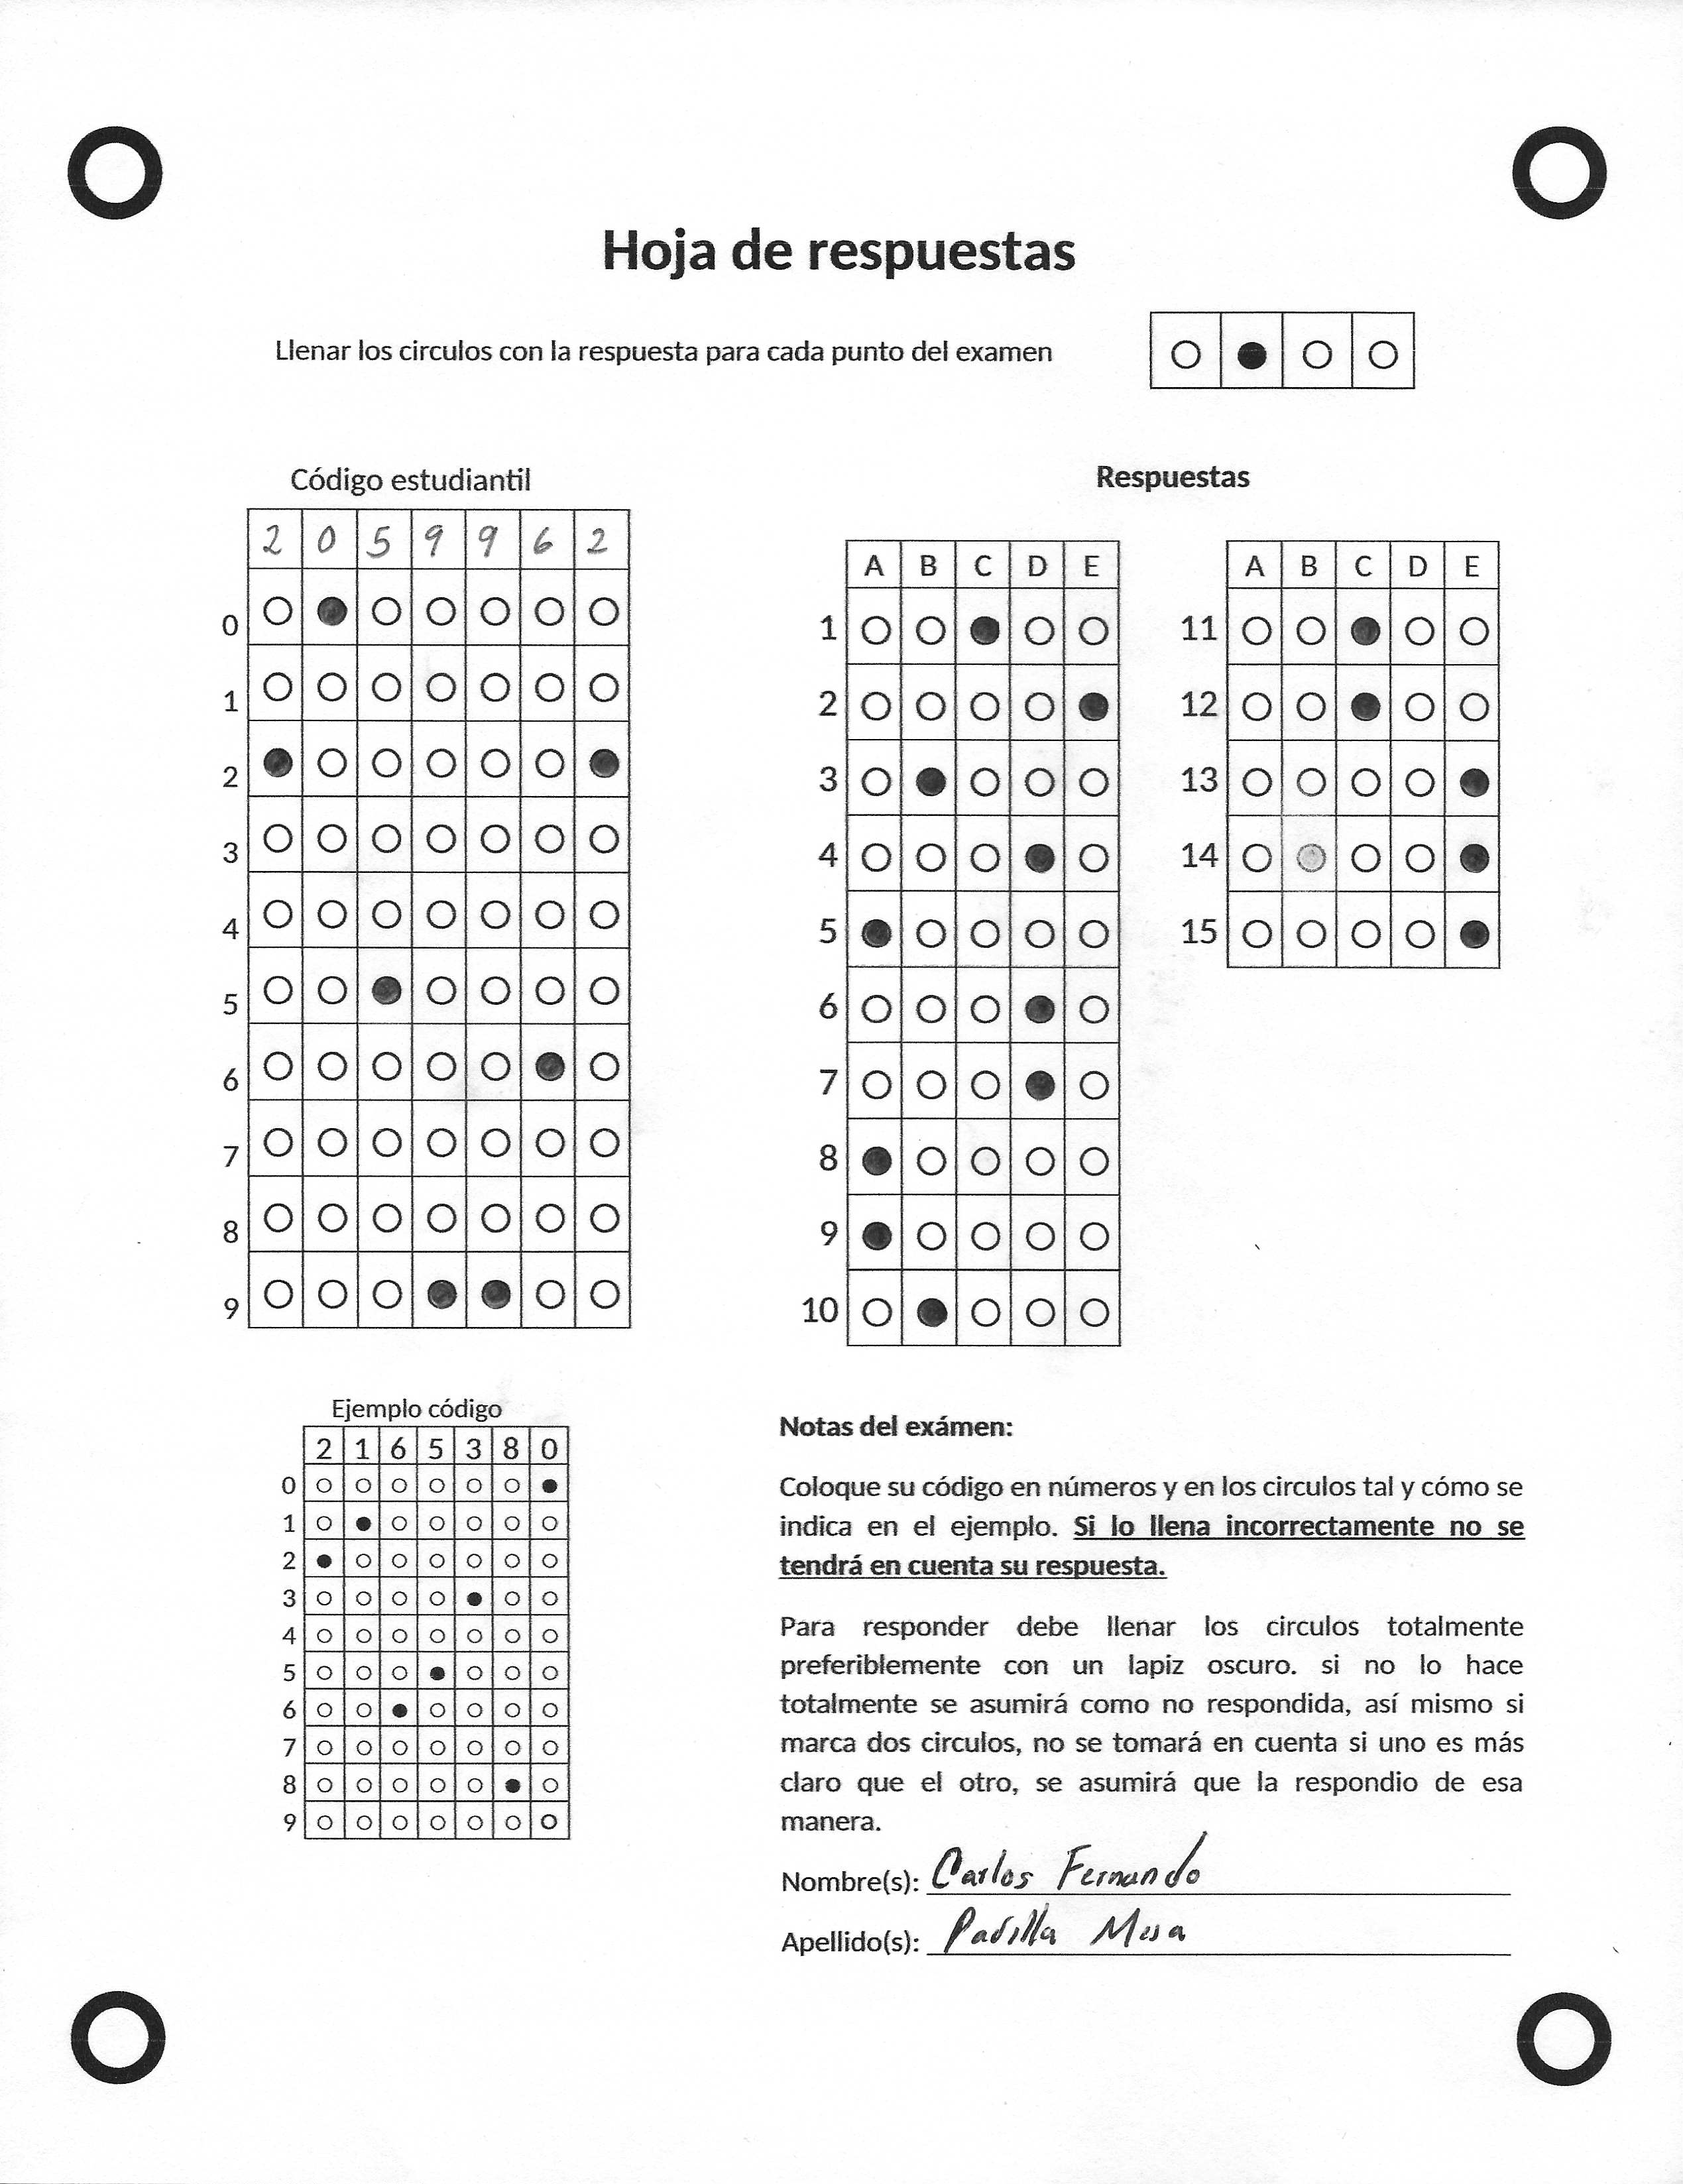 Hoja de respuestas
Llenar los circulos con la respuesta para cada punto del examen
Código estudiantil
2 0 5 9 9 6 2
0
1
2
3
4
5
6
7
8
9
Respuestas
A B C D E
1
2
3
4
5
6
7
8
9
10
A B C D E
11
12
13
14
15
Ejemplo código
2 1 6 5 3 8 0
0
1
2
3
4
5
6
7
8
9
Notas del exámen:
Coloque su código en números y en los circulos tal y cómo se
indica en el ejemplo. Si lo llena incorrectamente no se
tendrá en cuenta su respuesta.
Para responder debe llenar los circulos totalmente
preferiblemente con un lapiz oscuro. si no lo hace
totalmente se asumirá como no respondida, así mismo si
marca dos circulos, no se tomará en cuenta si uno es más
claro que el otro, se asumirá que la respondio de esa
manera.
Nombre(s): Carlos Fernando
Apellido(s): Padilla Mesa